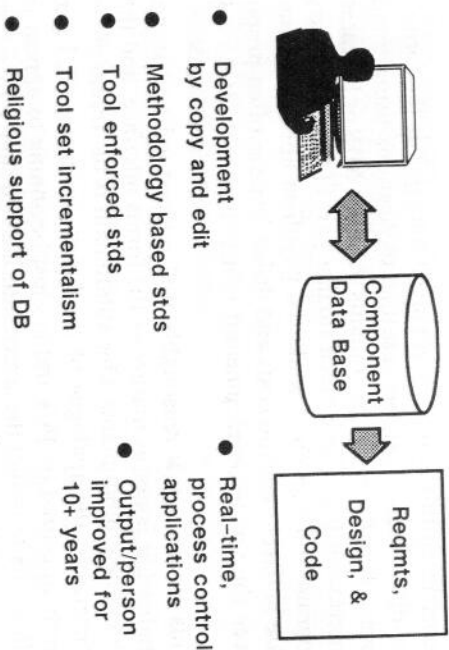 Component
Data Base
Reqmts,
Design, &
Code
● Development
by copy and edit
● Methodology based stds
● Tool enforced stds
● Tool set incrementalism
● Religious support of DB
● Real-time,
process control
applications
● Output/person
improved for
10+ years